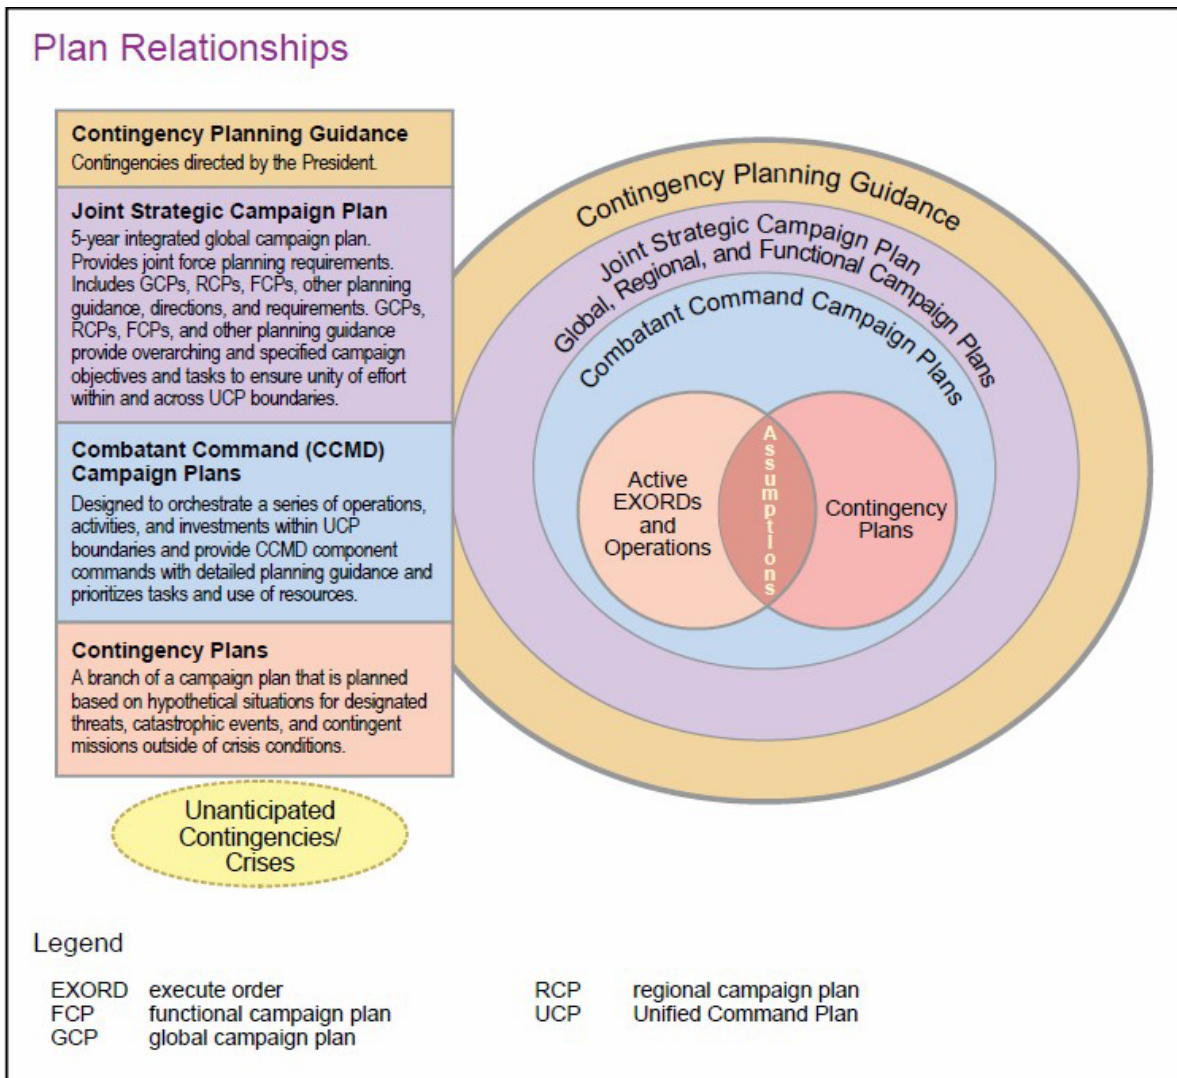 Plan Relationships
Contingency Planning Guidance
Contingencies directed by the President.
Joint Strategic Campaign Plan
5-year integrated global campaign plan.
Provides joint force planning requirements.
Includes GCPs, RCPs, FCPs, other planning
guidance, directions, and requirements. GCPs,
RCPs, FCPs, and other planning guidance
provide overarching and specified campaign
objectives and tasks to ensure unity of effort
within and across UCP boundaries.
Combatant Command (CCMD)
Campaign Plans
Designed to orchestrate a series of operations,
activities, and investments within UCP
boundaries and provide CCMD component
commands with detailed planning guidance and
prioritizes tasks and use of resources.
Contingency Plans
A branch of a campaign plan that is planned
based on hypothetical situations for designated
threats, catastrophic events, and contingent
missions outside of crisis conditions.
Unanticipated
Contingencies/
Crises
Contingency Planning Guidance
Joint Strategic Campaign Plan
Global, Regional, and Functional Campaign Plans
Combatant Command Campaign Plans
Active
EXORDs
and
Operations
Assumptions
Contingency
Plans
Legend
EXORD execute order
FCP functional campaign plan
GCP global campaign plan
RCP regional campaign plan
UCP Unified Command Plan